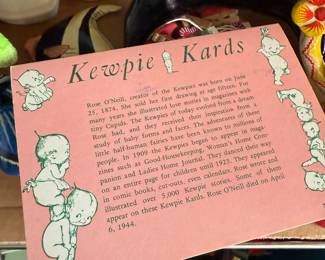 Kewpie Kards
Rose O'Neill, creator of the Kewpies was born on June
25, 1874. She sold her first drawing at age fifteen. For
many years she illustrated love stories in magazines with
tiny Cupids. The Kewpies of today evolved from a dream
Rose had, and they received their inspiration from a
study of baby forms and faces. The adventures of these
little half-human fairies have been known to millions of
people. In 1909 the Kewpies began to appear in maga-
zines such as Good-Housekeeping, Woman's Home Com-
panion and Ladies Home Journal. They danced their way
on an entire page for children until 1923. They appeared
in comic books, cut-outs, even calendars. Rose wrote and
illustrated over 5,000 Kewpie stories. Some of them
appear on these Kewpie Kards. Rose O'Neill died on April
6, 1944.